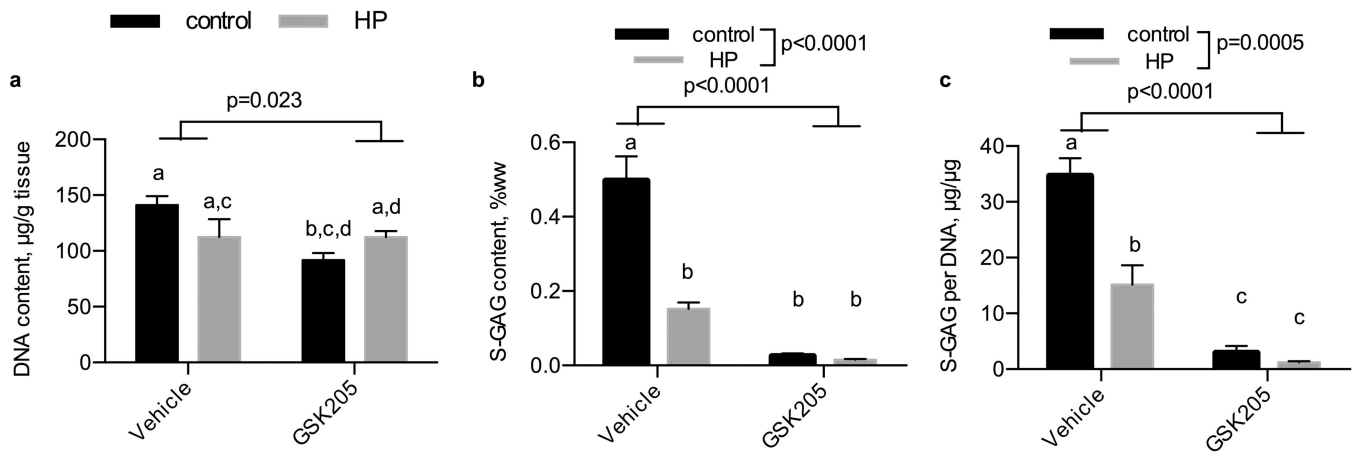 control HP
a
p=0.023
DNA content, µg/g tissue
200
150
100
50
0
a
a,c
b,c,d
a,d
Vehicle
GSK205
control
HP
p<0.0001
b
p<0.0001
S-GAG content, %ww
0.6
0.4
0.2
0.0
a
b
b
b
Vehicle
GSK205
control
HP
p=0.0005
c
p<0.0001
S-GAG per DNA, µg/µg
40
30
20
10
0
a
b
c
c
Vehicle
GSK205